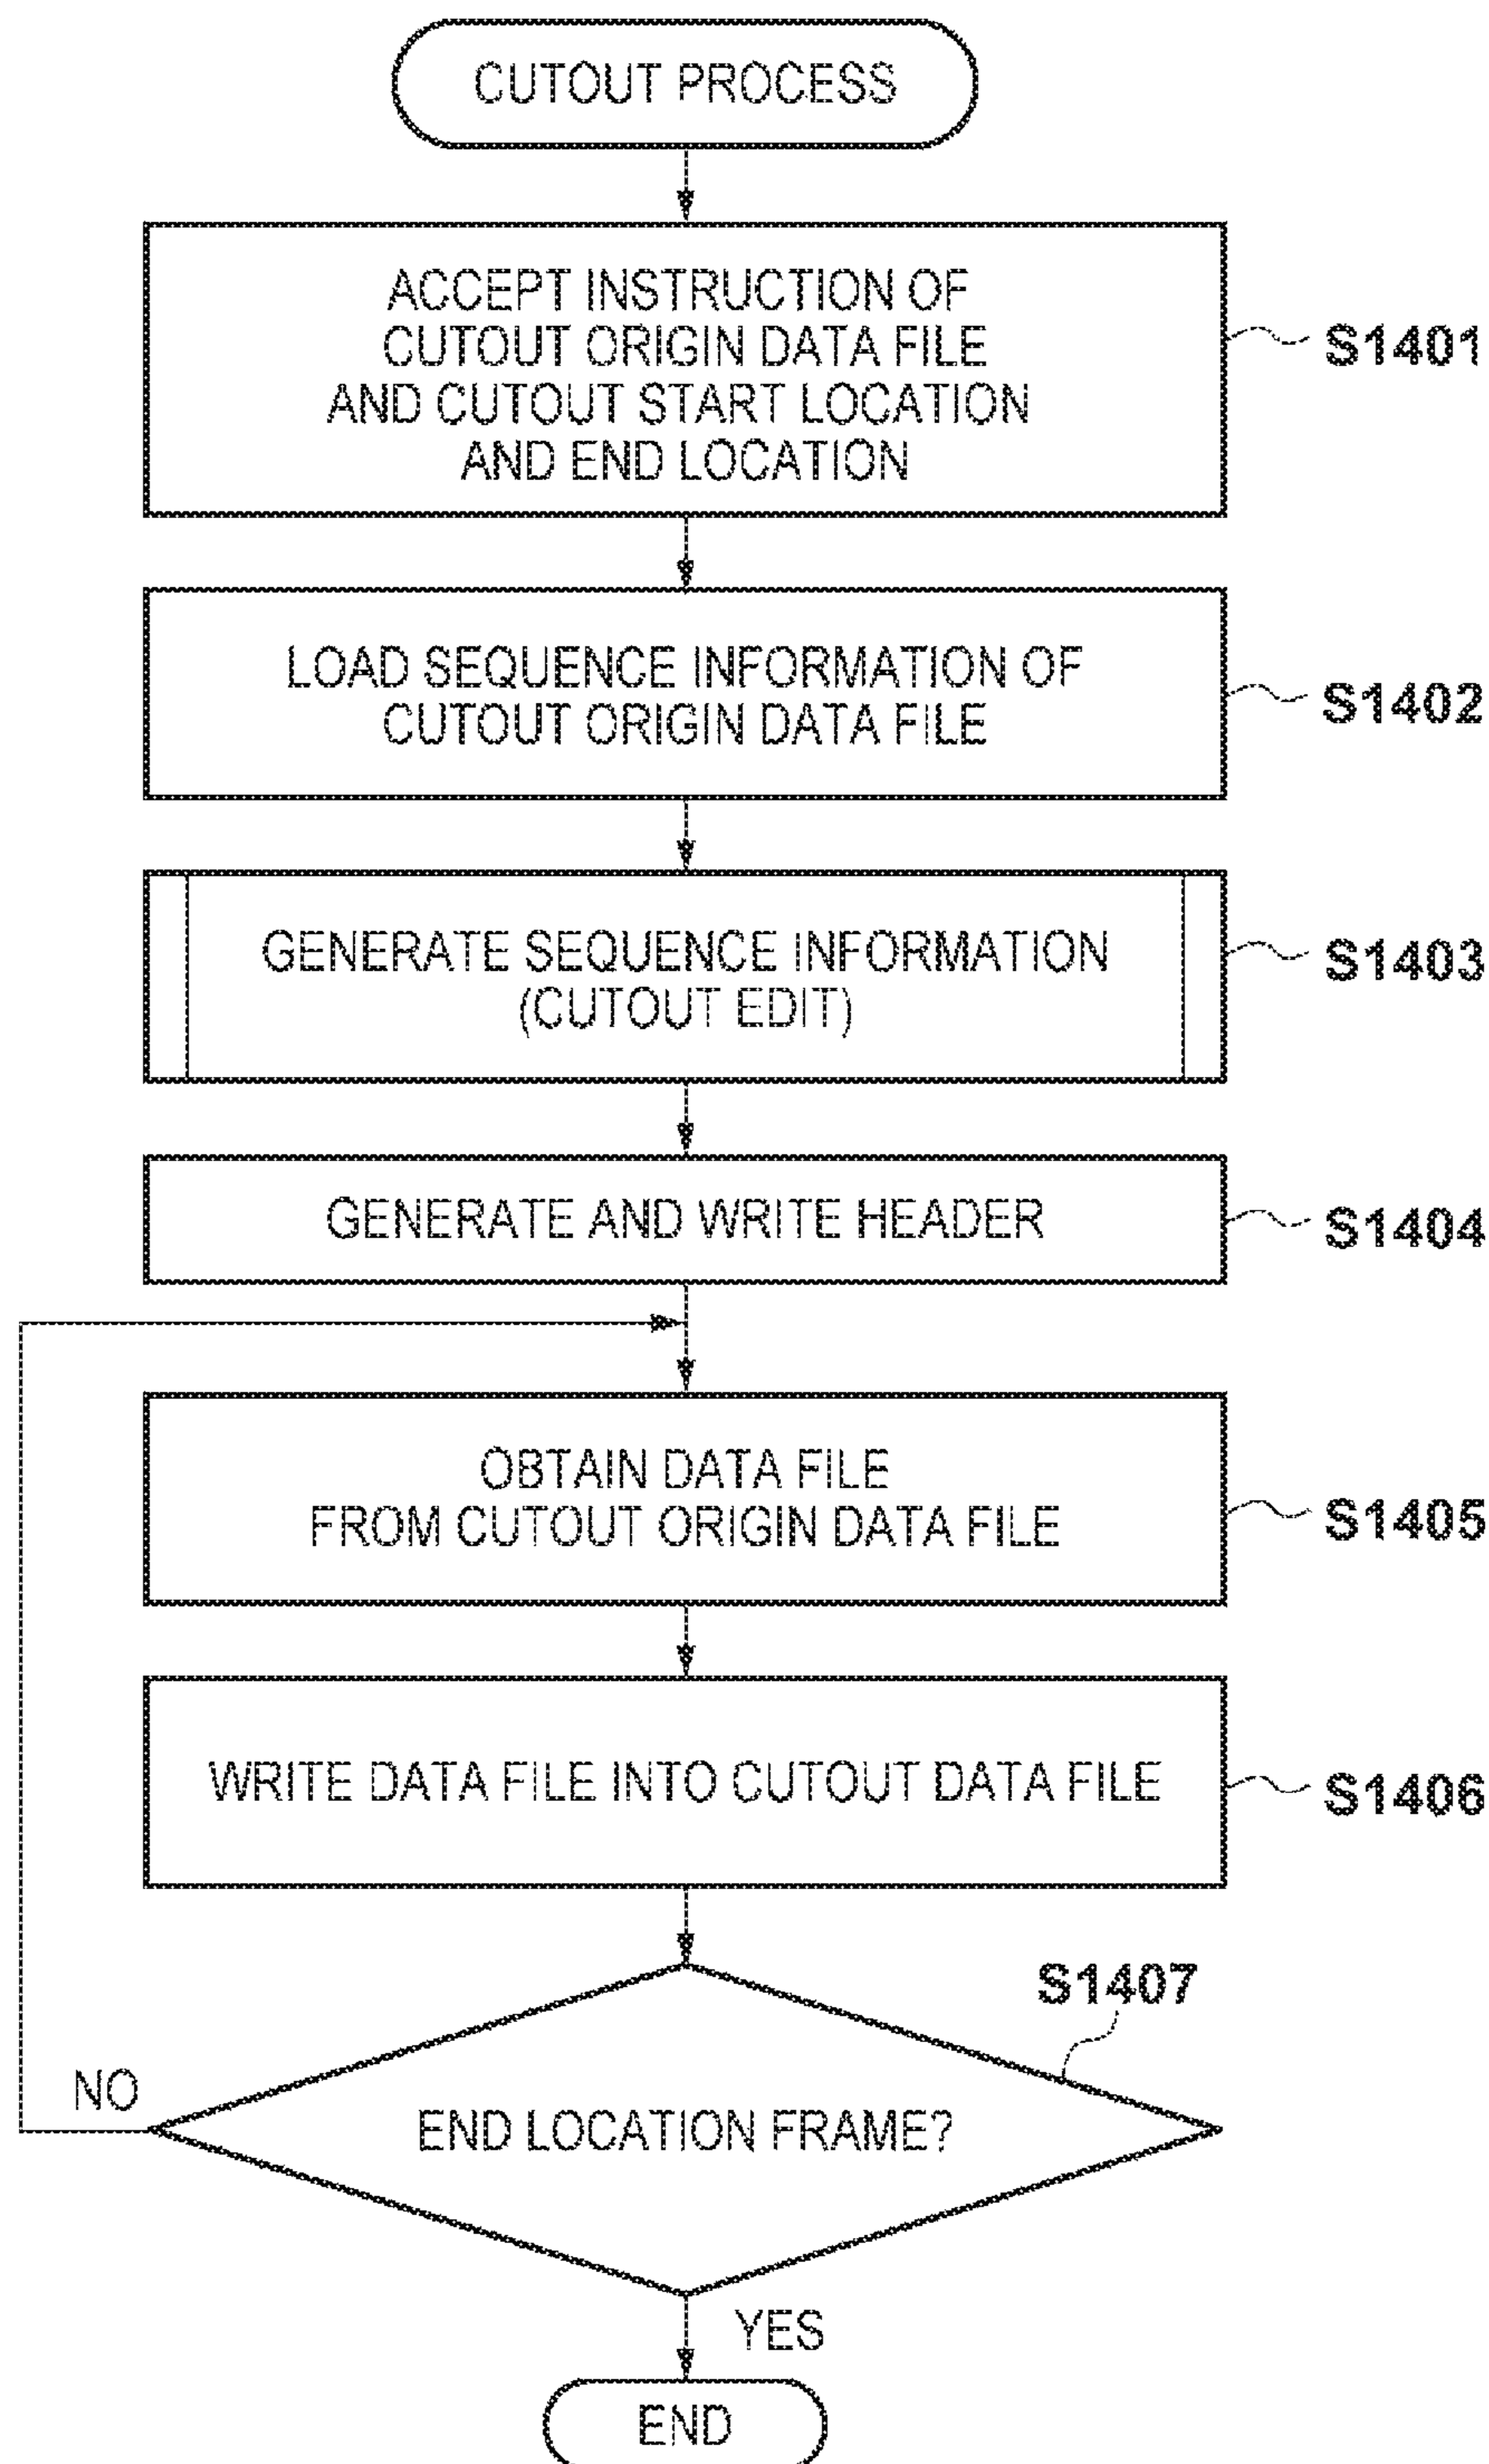 CUTOUT PROCESS
ACCEPT INSTRUCTION OF
CUTOUT ORIGIN DATA FILE
AND CUTOUT START LOCATION
AND END LOCATION
S1401
LOAD SEQUENCE INFORMATION OF
CUTOUT ORIGIN DATA FILE
S1402
GENERATE SEQUENCE INFORMATION
(CUTOUT EDIT)
S1403
GENERATE AND WRITE HEADER
S1404
OBTAIN DATA FILE
FROM CUTOUT ORIGIN DATA FILE
S1405
WRITE DATA FILE INTO CUTOUT DATA FILE
S1406
S1407
NO
END LOCATION FRAME?
YES
END